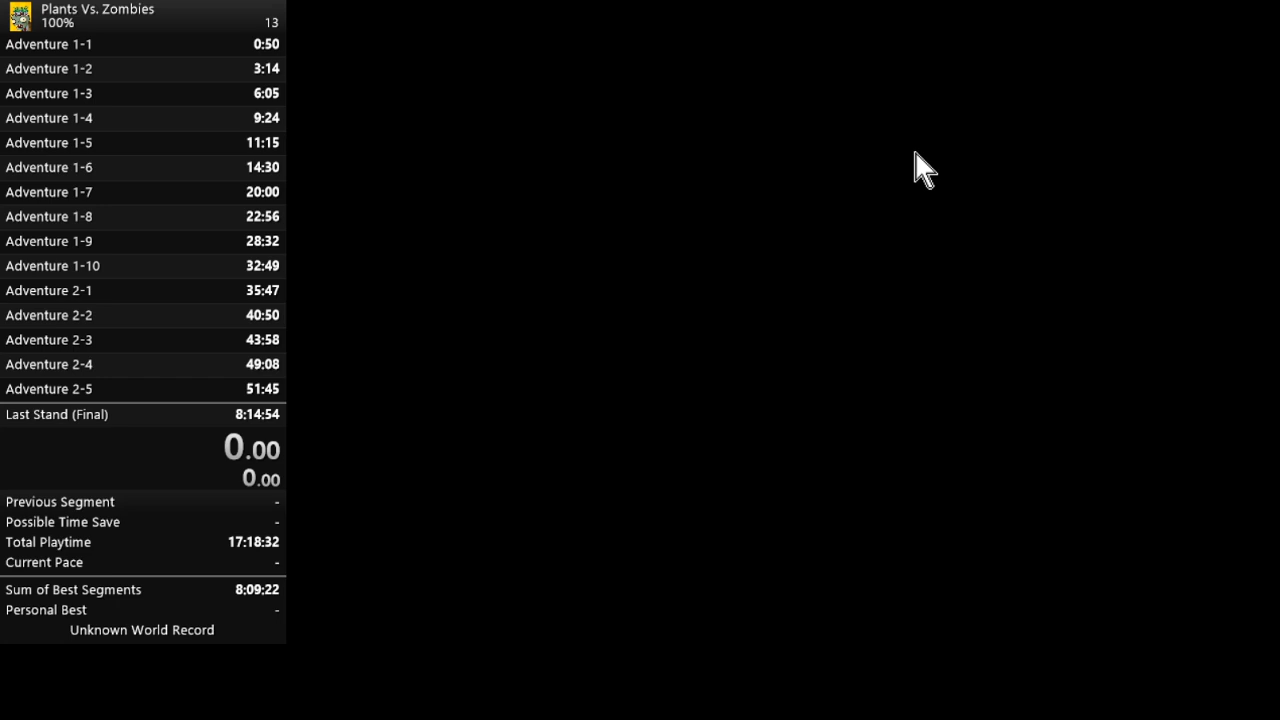 Plants Vs. Zombies
100% 13
Adventure 1-1 0:50
Adventure 1-2 3:14
Adventure 1-3 6:05
Adventure 1-4 9:24
Adventure 1-5 11:15
Adventure 1-6 14:30
Adventure 1-7 20:00
Adventure 1-8 22:56
Adventure 1-9 28:32
Adventure 1-10 32:49
Adventure 2-1 35:47
Adventure 2-2 40:50
Adventure 2-3 43:58
Adventure 2-4 49:08
Adventure 2-5 51:45
Last Stand (Final) 8:14:54
0.00
0.00
Previous Segment -
Possible Time Save -
Total Playtime 17:18:32
Current Pace -
Sum of Best Segments 8:09:22
Personal Best -
Unknown World Record